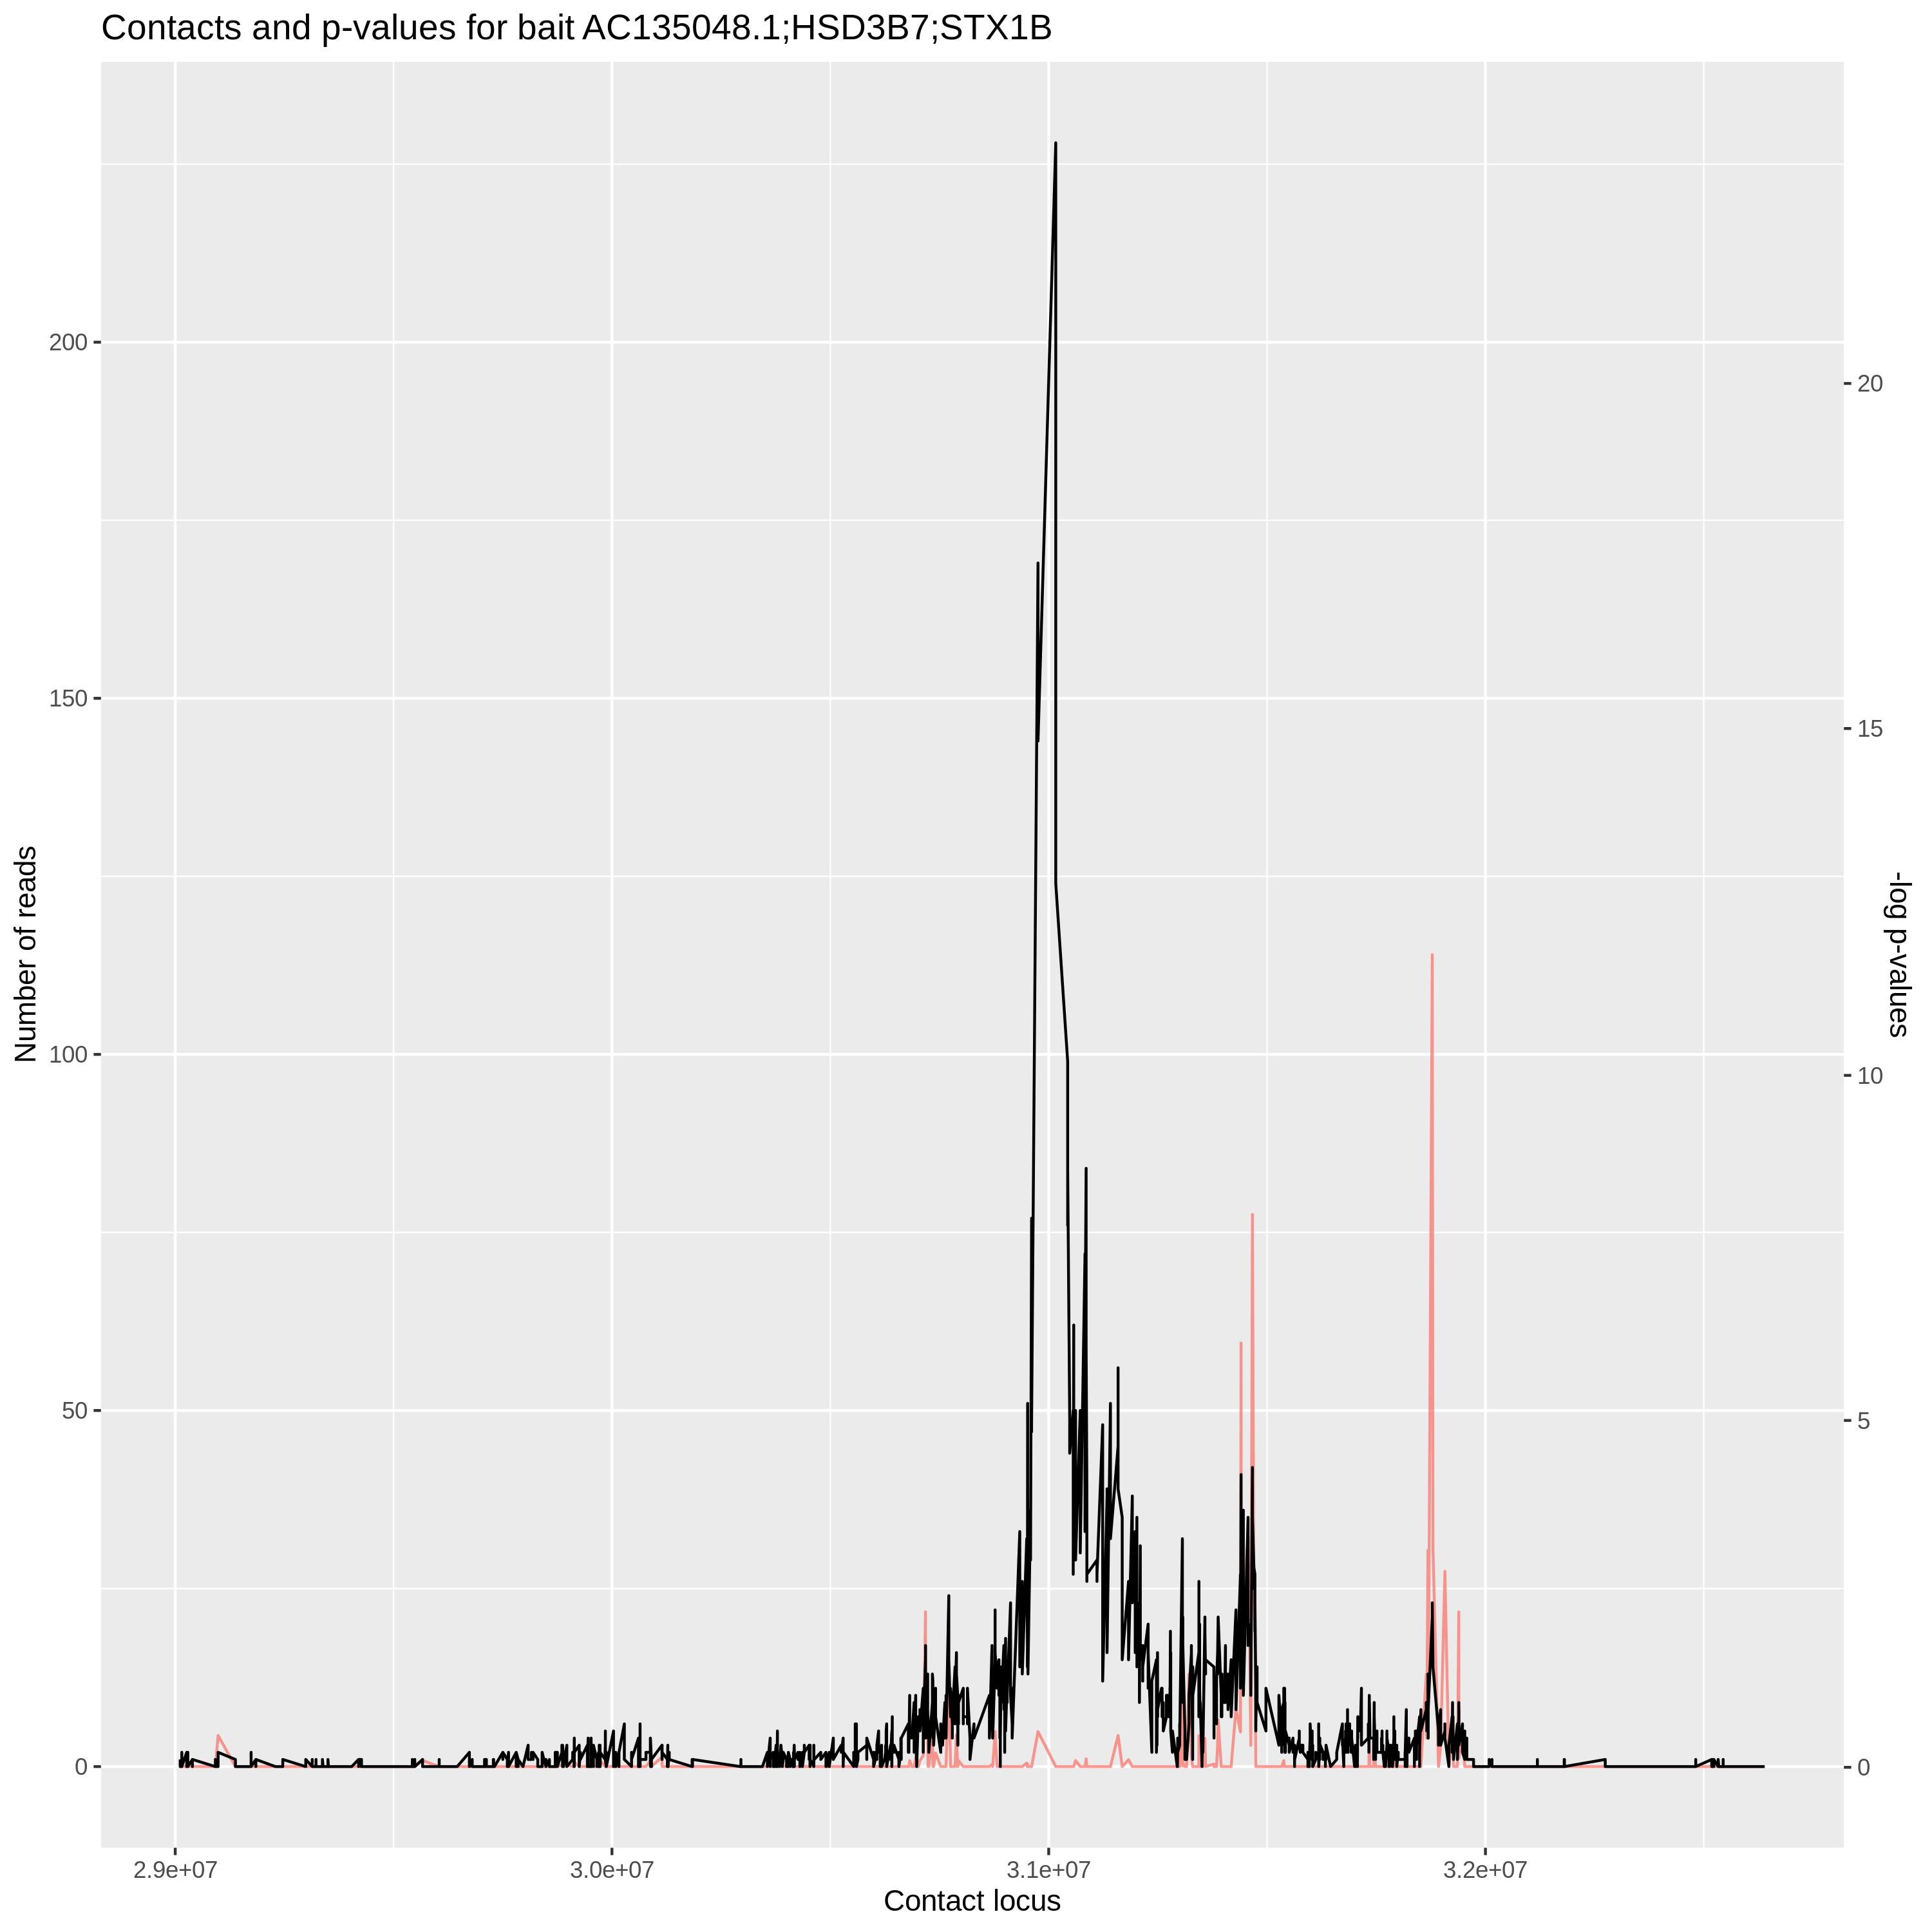 Contacts and p-values for bait AC135048.1;HSD3B7;STX1B
200
150
100
50
0
Number of reads
20
15
10
5
0
-log p-values
2.9e+07 3.0e+07 3.1e+07 3.2e+07
Contact locus